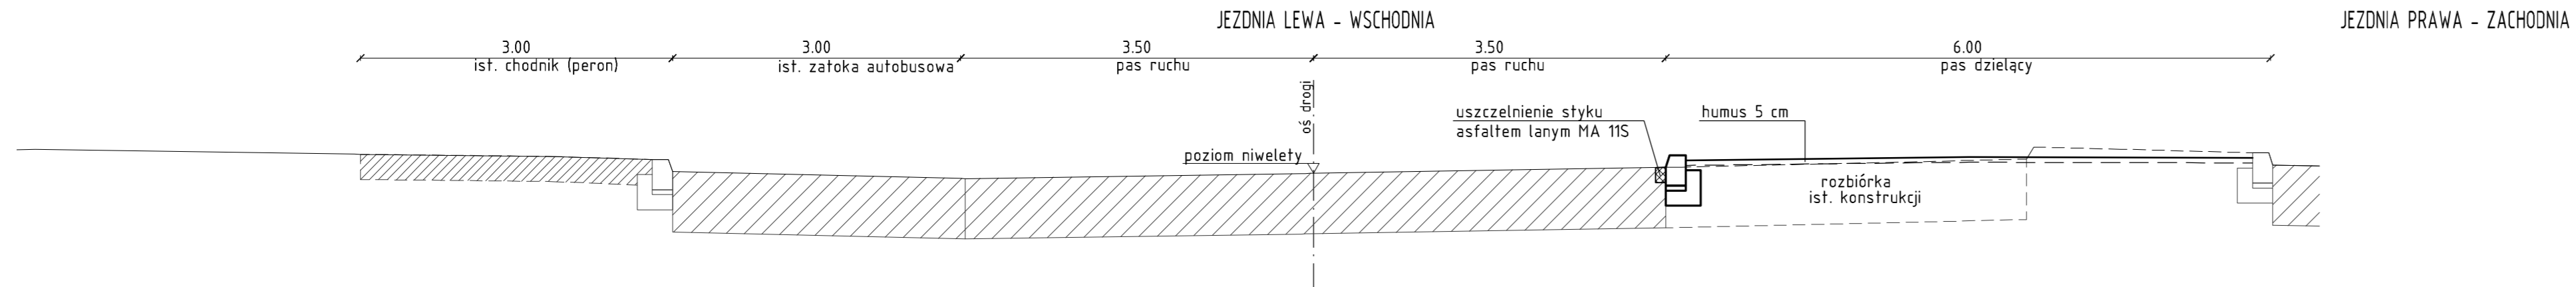 JEZDNIA LEWA - WSCHODNIA
JEZDNIA PRAWA - ZACHODNIA
3.00
3.00
3.50
3.50
6.00
ist. chodnik (peron)
ist. zatoka autobusowa
pas ruchu
pas ruchu
pas dzielący
oś drogi
uszczelnienie styku
asfaltem lanym MA 11S
humus 5 cm
poziom niwelety
rozbiórka
ist. konstrukcji